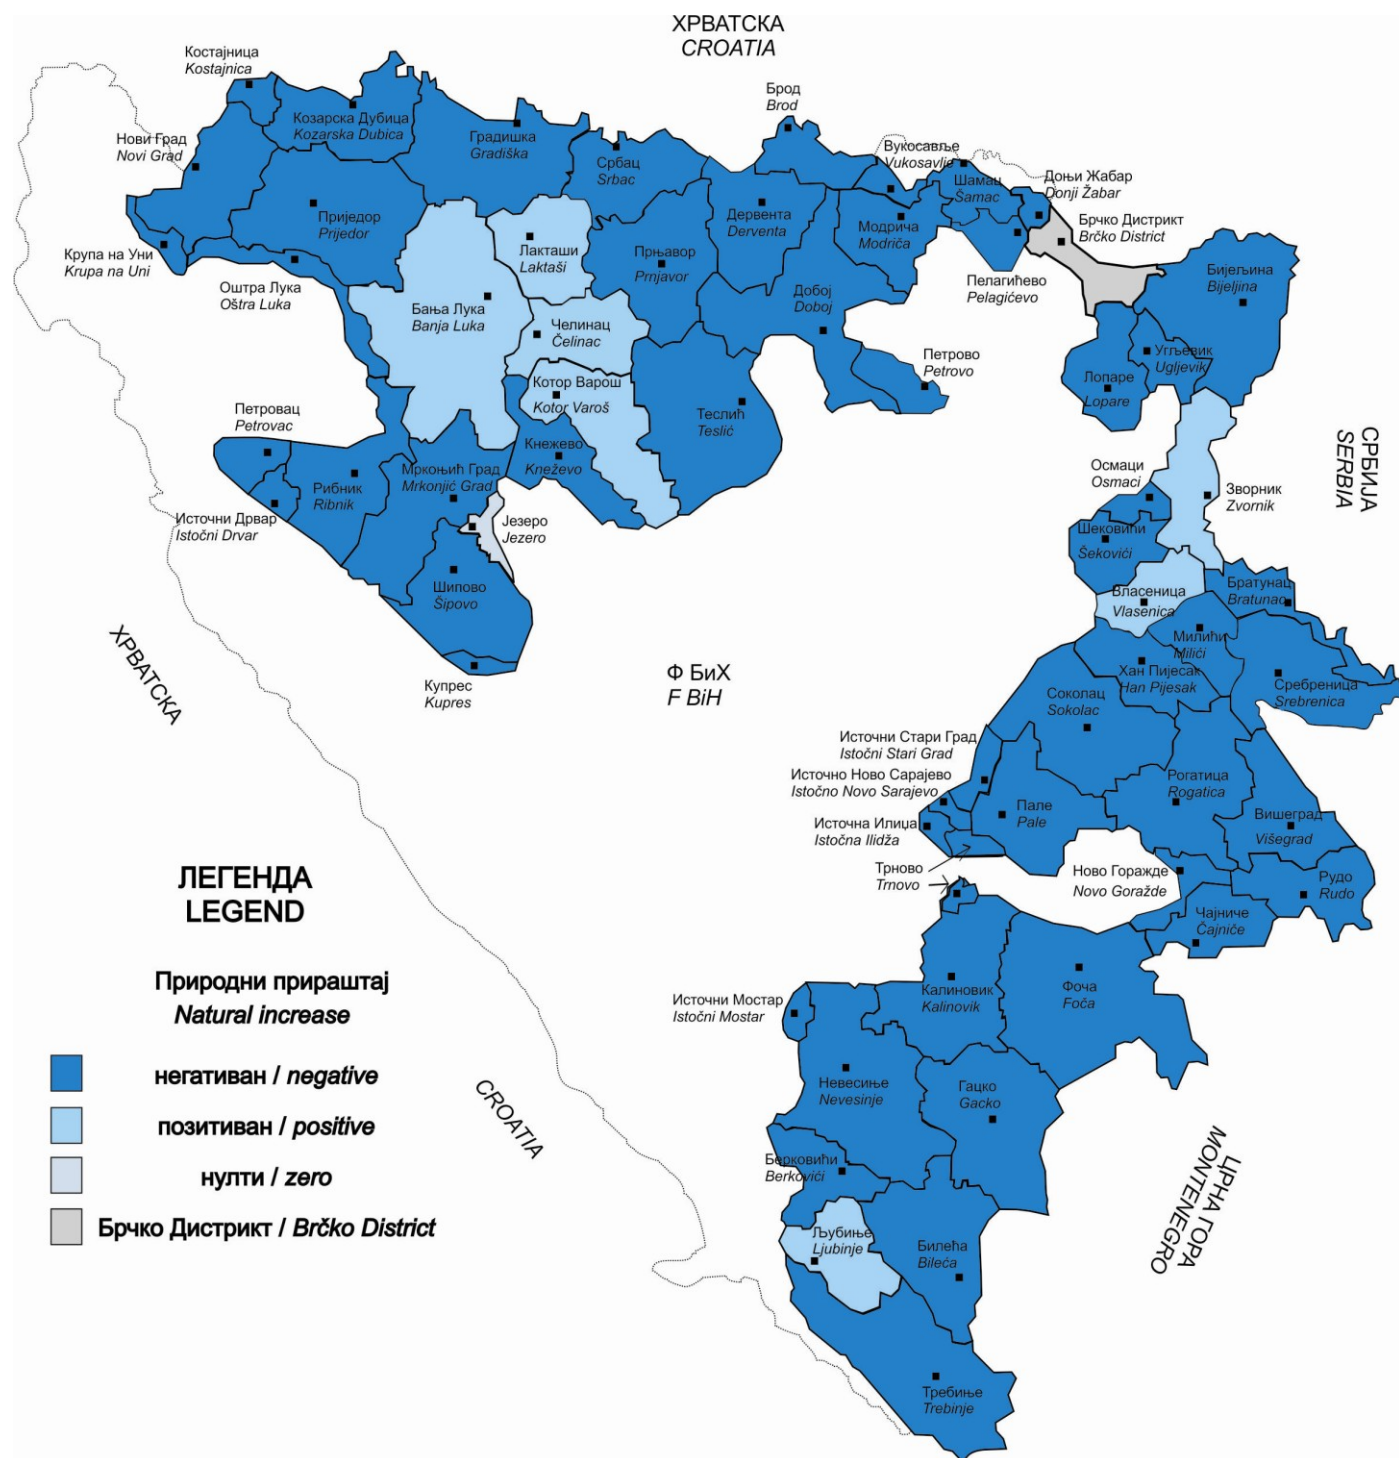 ХРВАТСКА
CROATIA
Костајница
Kostajnica
Козарска Дубица
Kozarska Dubica
Градишка
Gradiška
Србац
Srbac
Брод
Brod
Вукосавље
Vukosavlje
Шамац
Šamac
Доњи Жабар
Donji Žabar
Брчко Дистрикт
Brčko District
Нови Град
Novi Grad
Приједор
Prijedor
Лакташи
Laktaši
Прњавор
Prnjavor
Дервента
Derventa
Модрича
Modriča
Пелагићево
Pelagićevo
Бијељина
Bijeljina
Крупа на Уни
Krupa na Uni
Оштра Лука
Oštra Luka
Бања Лука
Banja Luka
Челинац
Čelinac
Добој
Doboj
Петрово
Petrovo
Угљевик
Ugljevik
Лопаре
Lopare
Котор Варош
Kotor Varoš
Теслић
Teslić
Петровац
Petrovac
Рибник
Ribnik
Мркоњић Град
Mrkonjić Grad
Кнежево
Kneževo
СРБИЈА
SERBIA
Осмаци
Osmaci
Зворник
Zvornik
Источни Дрвар
Istočni Drvar
Језеро
Jezero
Шековићи
Šekovići
Шипово
Šipovo
Власеница
Vlasenica
Братунац
Bratunac
Милићи
Milići
Хан Пијесак
Han Pijesak
Сребреница
Srebrenica
Купрес
Kupres
ХРВАТСКА
Ф БиХ
F BiH
Соколац
Sokolac
Источни Стари Град
Istočni Stari Grad
Источно Ново Сарајево
Istočno Novo Sarajevo
Источна Илиџа
Istočna Ilidža
Пале
Pale
Рогатица
Rogatica
Вишеград
Višegrad
Трново
Trnovo
Ново Горажде
Novo Goražde
Рудо
Rudo
Чајниче
Čajniče
ЛЕГЕНДА
LEGEND
Природни прираштај
Natural increase
негативан / negative
позитиван / positive
нулти / zero
Брчко Дистрикт / Brčko District
Калиновик
Kalinovik
Фоча
Foča
Источни Мостар
Istočni Mostar
Невесиње
Nevesinje
Гацко
Gacko
CROATIA
ЦРНА ГОРА
MONTENEGRO
Берковићи
Berkovići
Љубиње
Ljubinje
Билећа
Bileća
Требиње
Trebinje